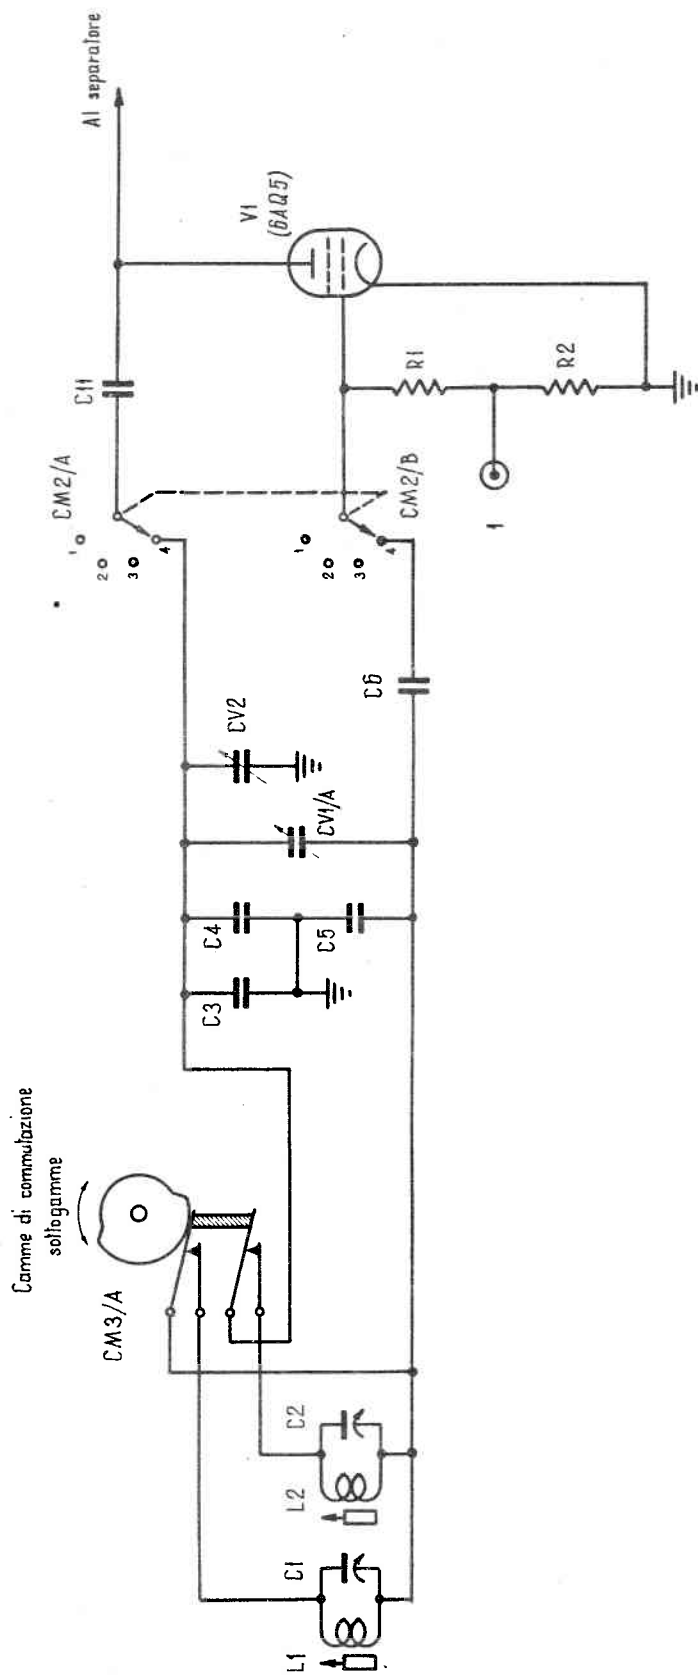 Al separatore
V1
(6AQ5)
C11
R1
R2
CM2/A
CM2/B
1
1
2
3
4
1
2
3
4
C6
CV2
CV1/A
C4
C5
C3
Camme di commutazione
sottogamme
CM3/A
C2
L2
C1
L1